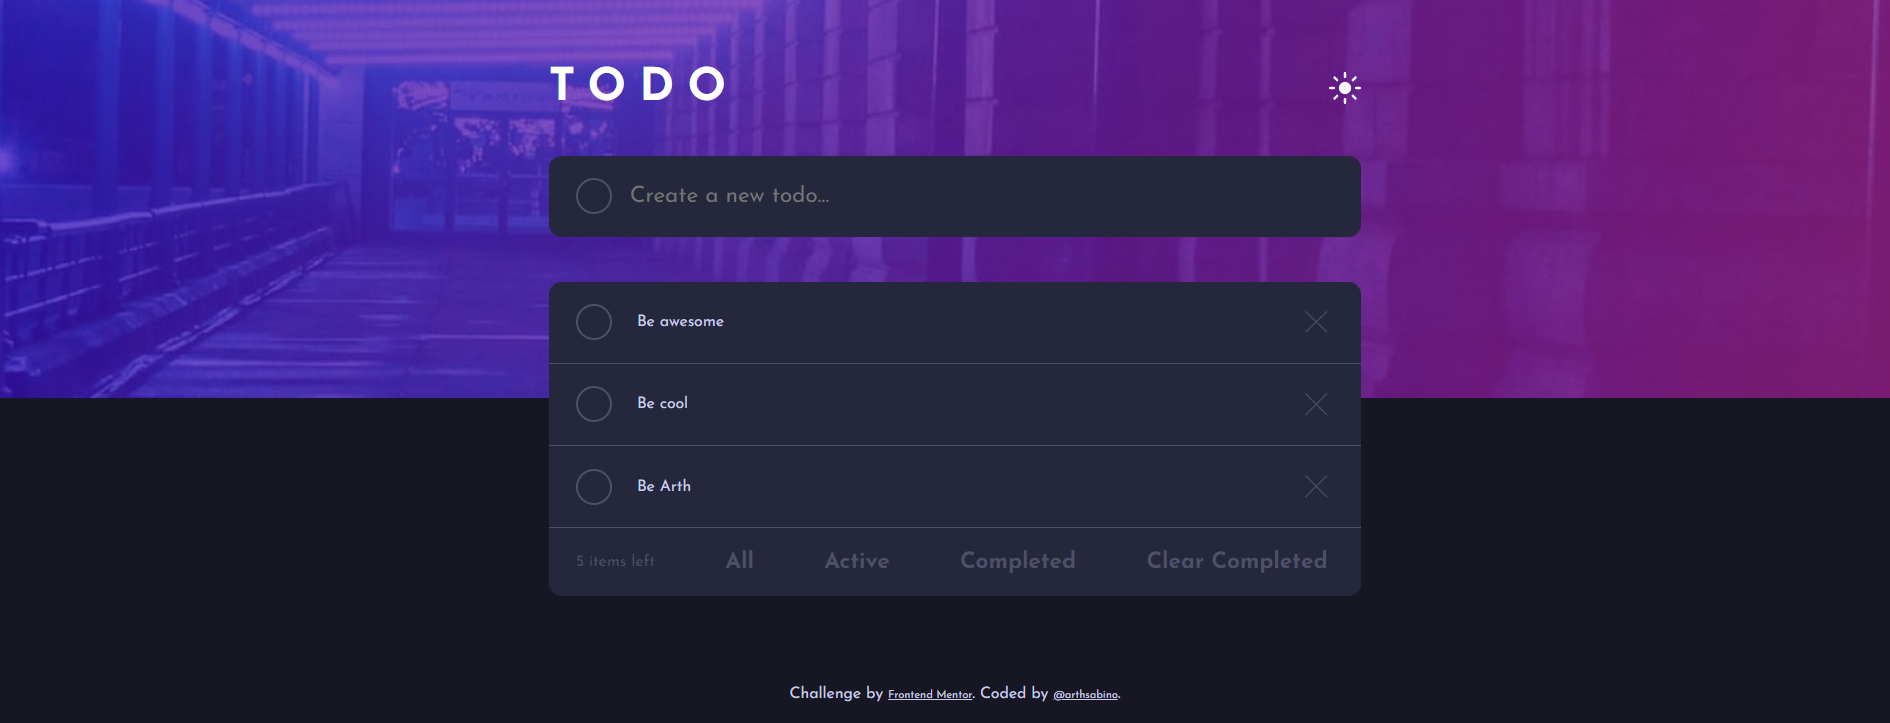 TODO
Create a new todo...
Be awesome
Be cool
Be Arth
5 items left All Active Completed Clear Completed
Challenge by Frontend Mentor. Coded by @arthsabino.